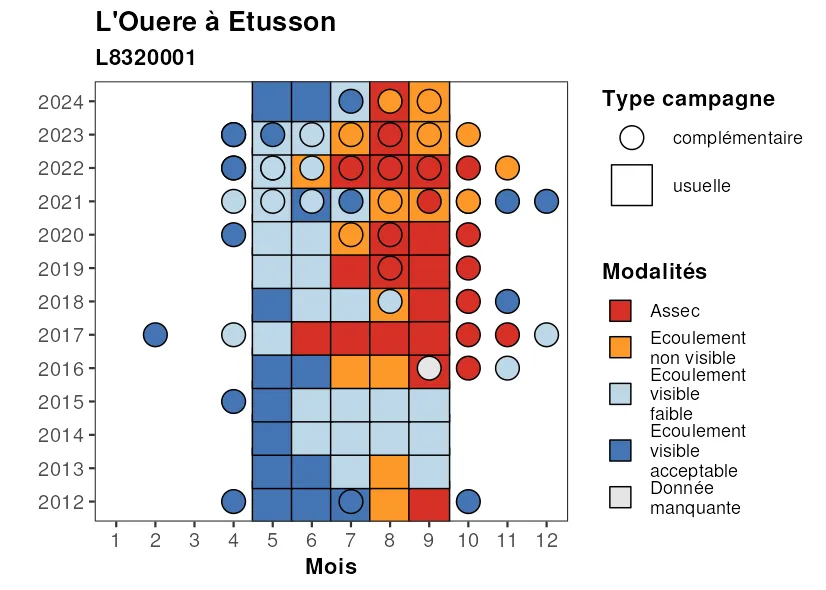 L'Ouere à Etusson
L8320001
2024
2023
2022
2021
2020
2019
2018
2017
2016
2015
2014
2013
2012
1 2 3 4 5 6 7 8 9 10 11 12
Mois
Type campagne
complémentaire
usuelle
Modalités
Assec
Ecoulement
non visible
Ecoulement
visible
faible
Ecoulement
visible
acceptable
Donnée
manquante